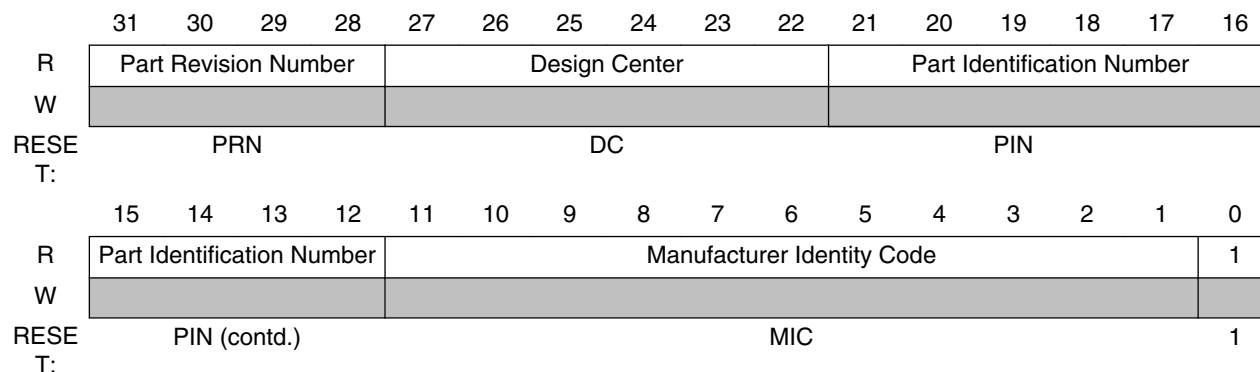 31 30 29 28 27 26 25 24 23 22 21 20 19 18 17 16
R Part Revision Number Design Center Part Identification Number
W
RESE PRN DC PIN
T:
15 14 13 12 11 10 9 8 7 6 5 4 3 2 1 0
R Part Identification Number Manufacturer Identity Code 1
W
RESE PIN (contd.) MIC 1
T: